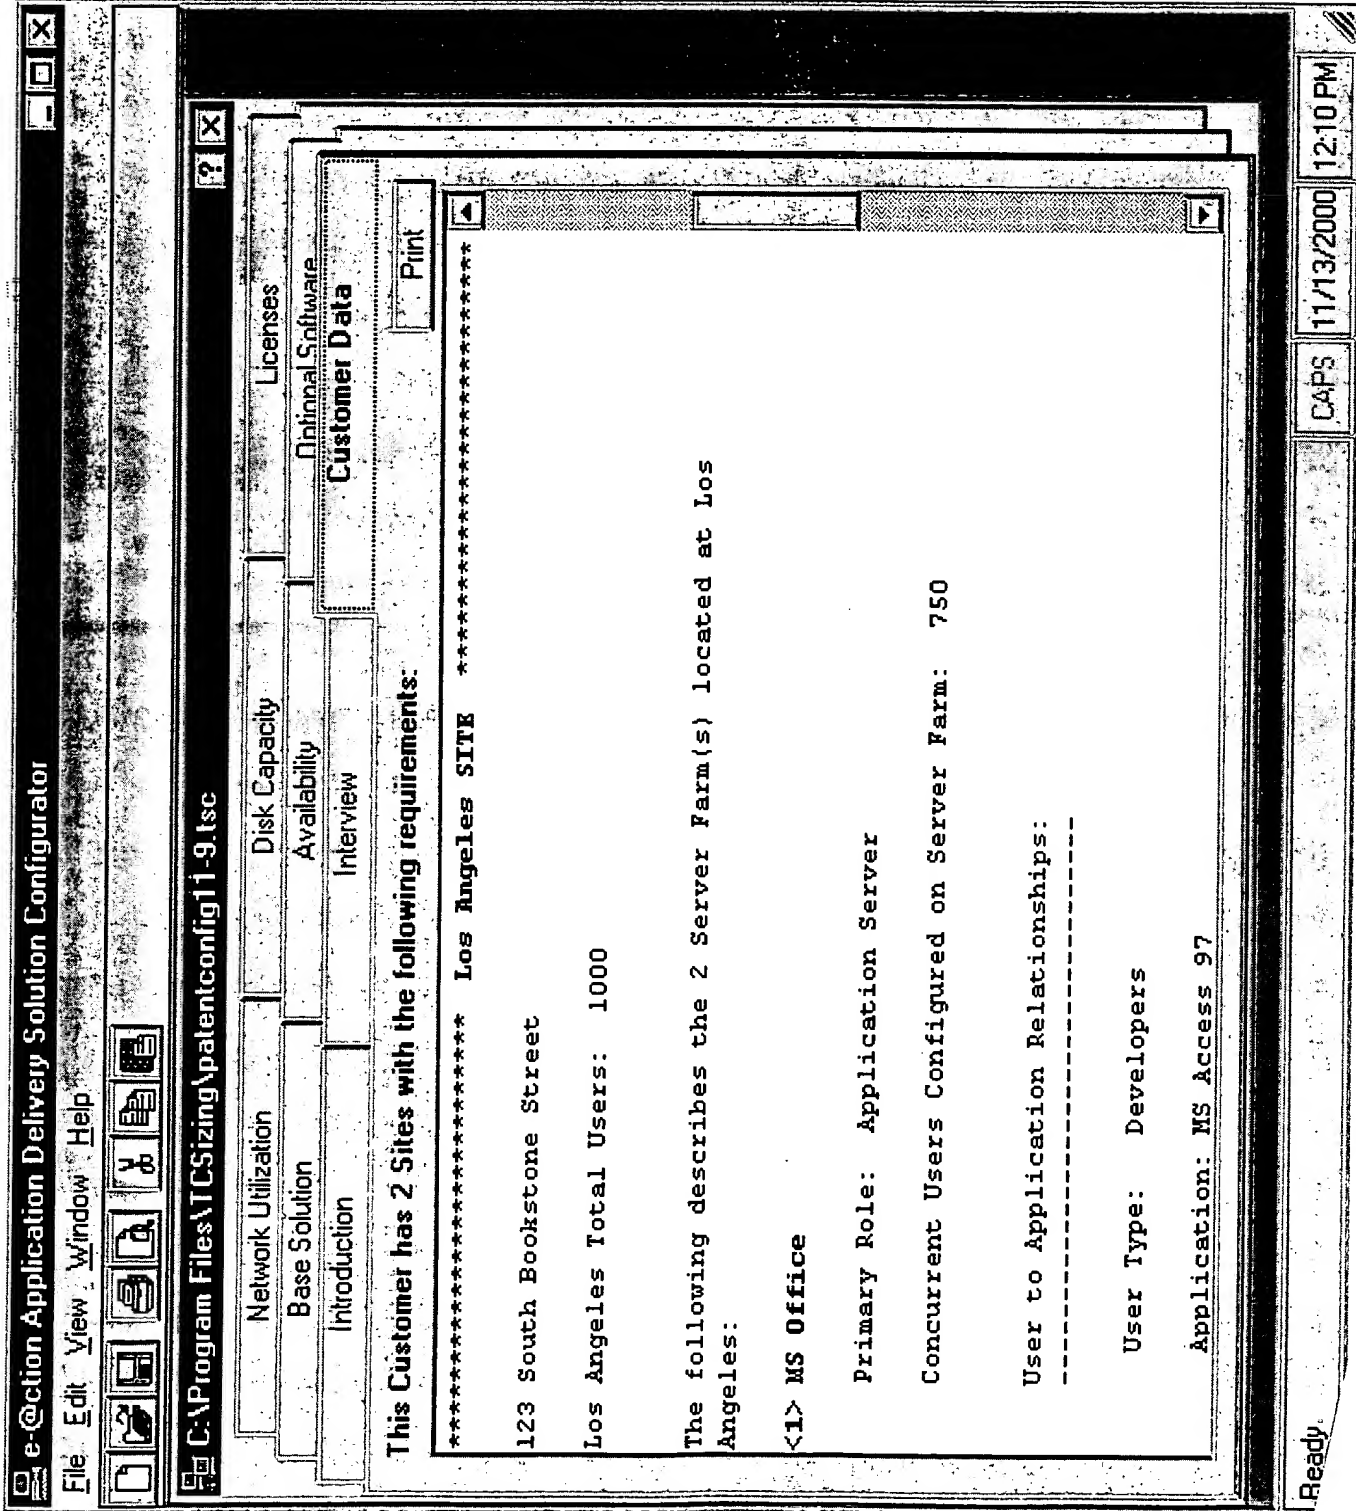 e-@ction Application Delivery Solution Configurator
File Edit View Window Help
C:\Program Files\TCSizing\patentconfig11-9.tsc
Network Utilization Disk Capacity Licenses
Base Solution Availability Optional Software
Introduction Interview Customer Data
This Customer has 2 Sites with the following requirements:
Print
************************* Los Angeles SITE *************************
123 South Bookstone Street
Los Angeles Total Users: 1000
The following describes the 2 Server Farm(s) located at Los
Angeles:
<1> MS Office
Primary Role: Application Server
Concurrent Users Configured on Server Farm: 750
User to Application Relationships:
-----------------------------------
User Type: Developers
Application: MS Access 97
Ready CAPS 11/13/2000 12:10 PM